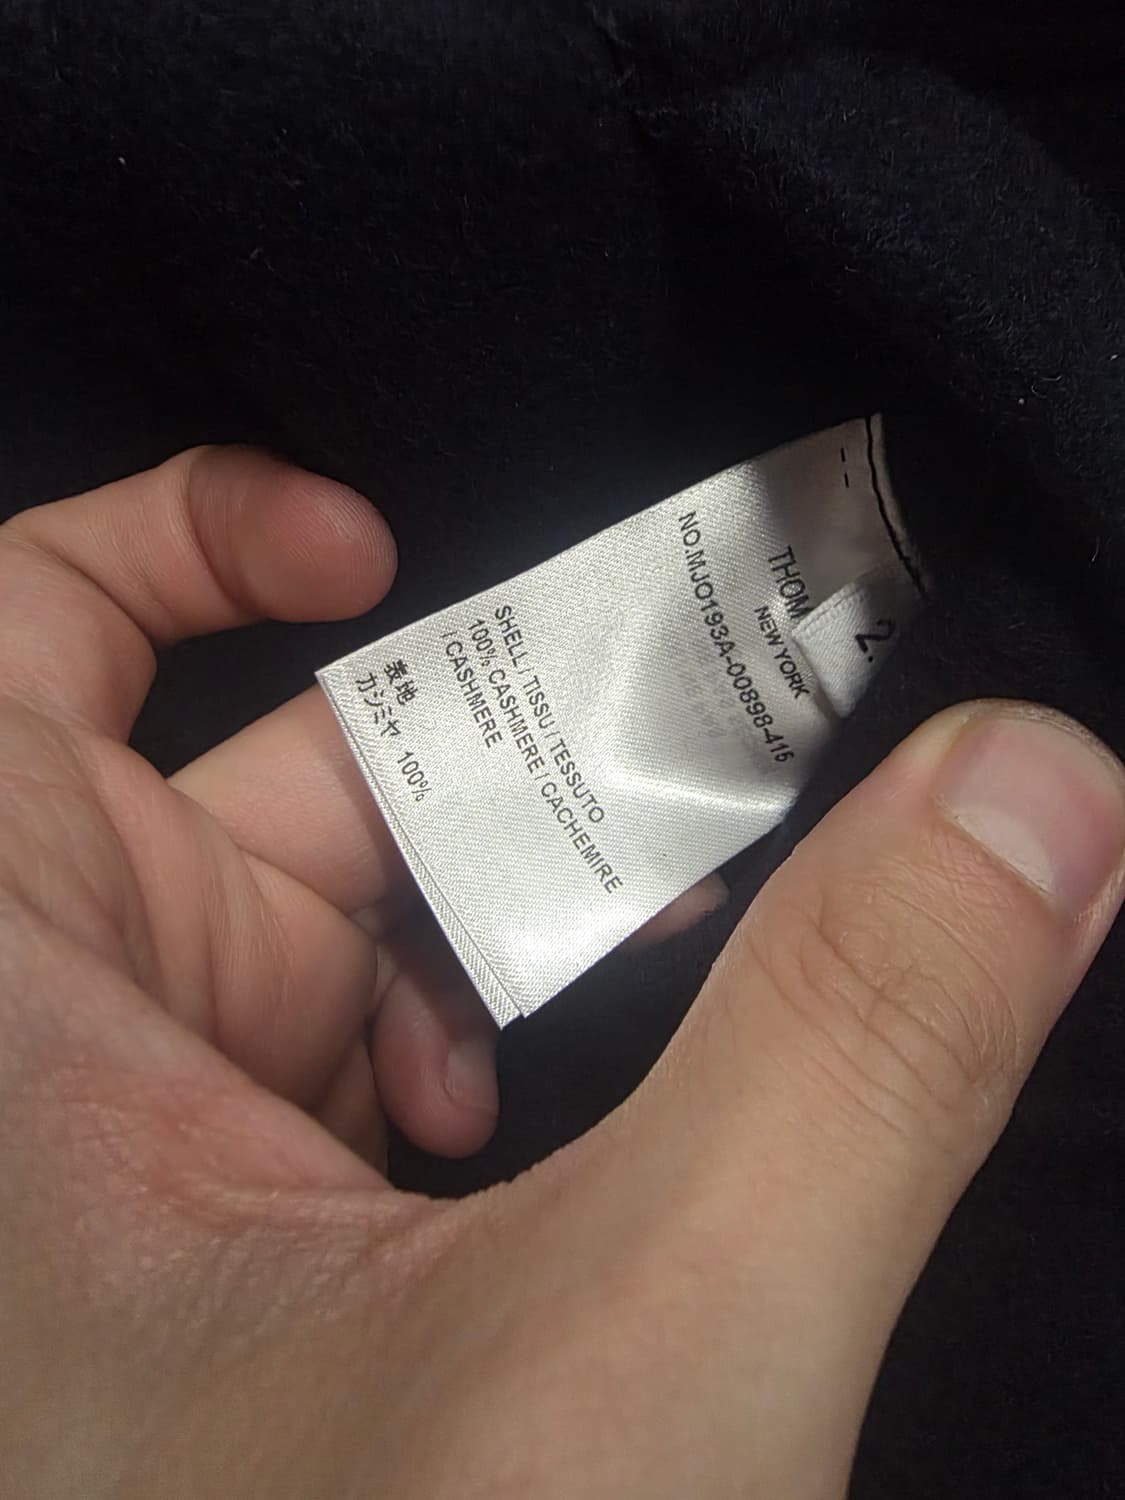 2.
THOM
NEW YORK
NO.MJO193A-00898-415
SHELL / TISSU / TESSUTO
100% CASHMERE / CACHEMIRE
/ CASHMERE
表地
カシミヤ 100%